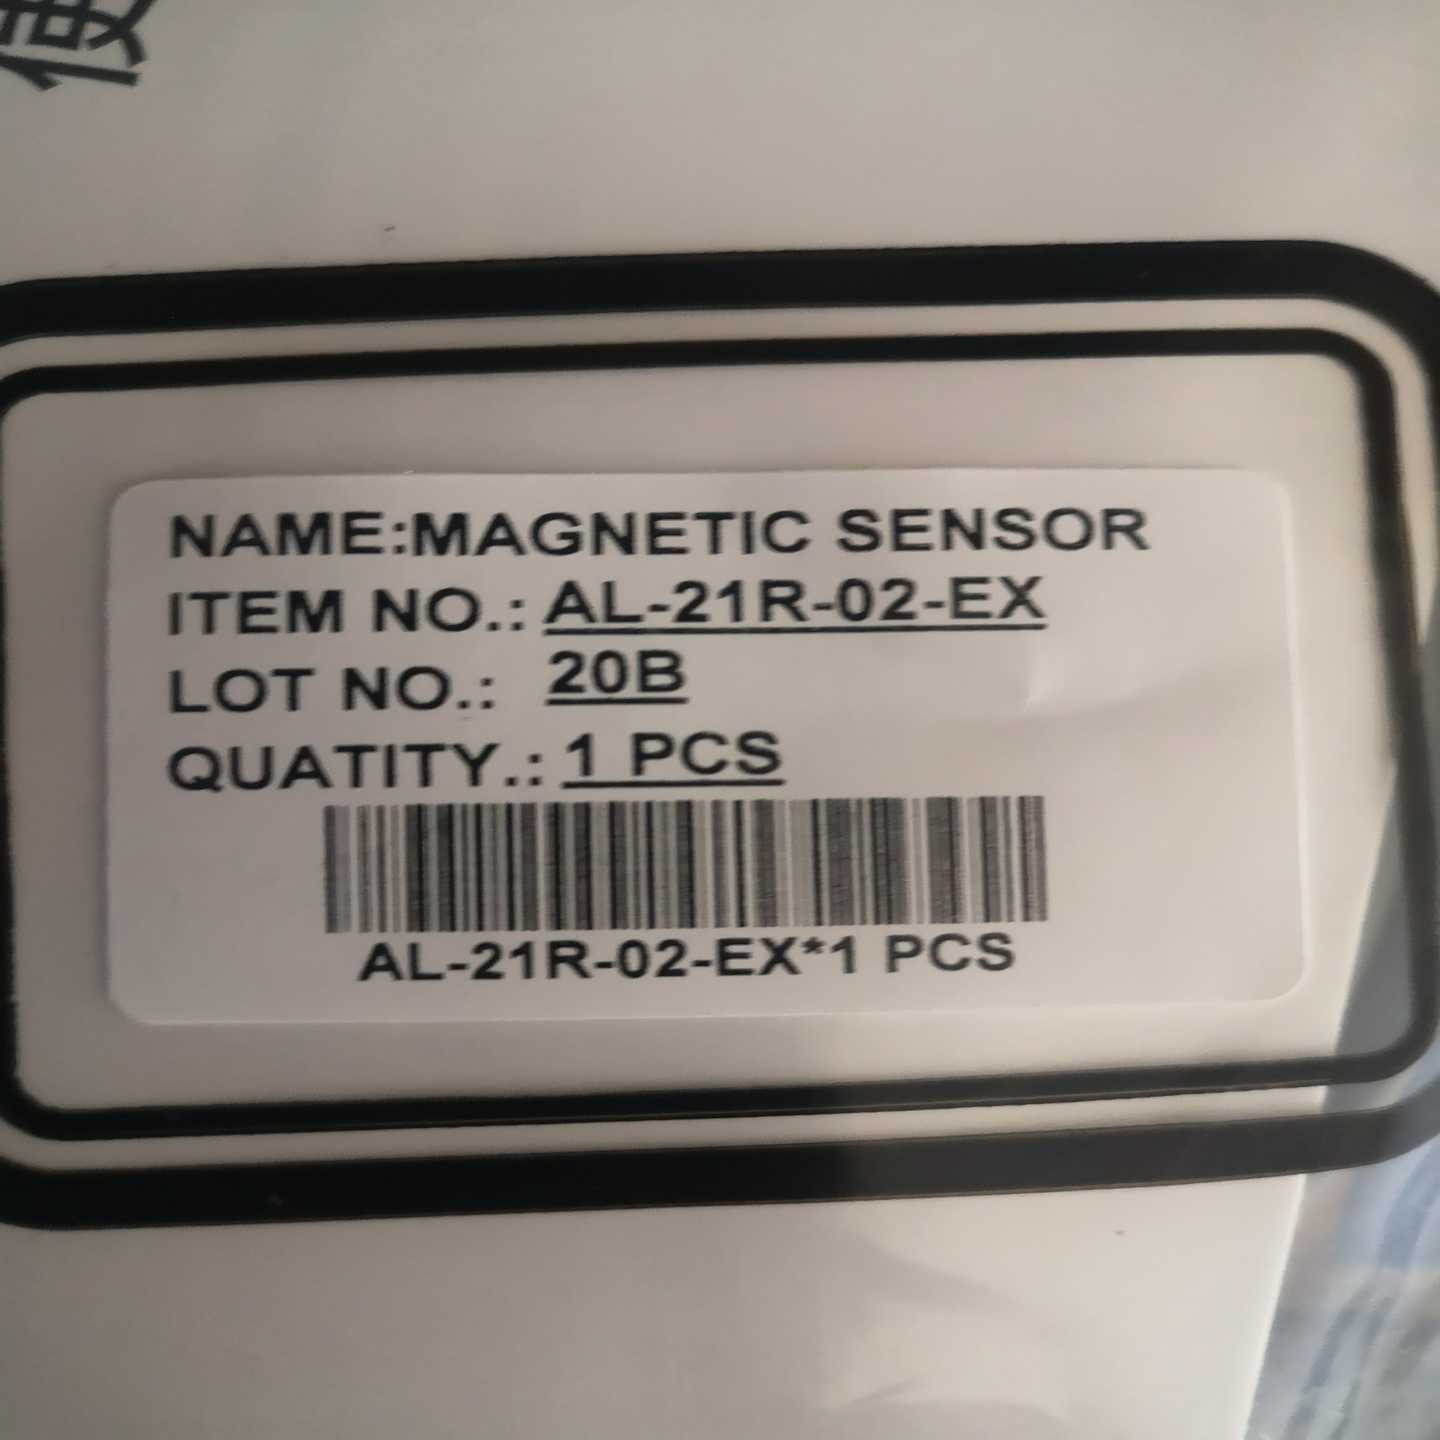 NAME:MAGNETIC SENSOR
ITEM NO.: AL-21R-02-EX
LOT NO.: 20B
QUATITY.: 1 PCS
AL-21R-02-EX*1 PCS